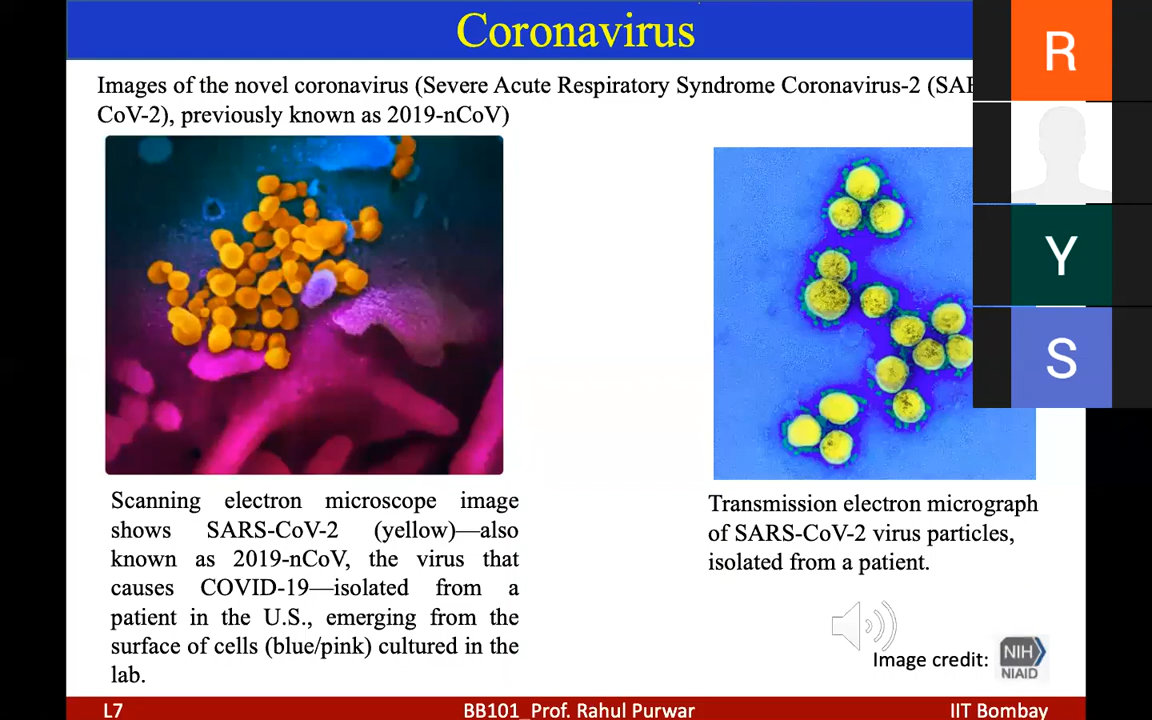 Coronavirus
Images of the novel coronavirus (Severe Acute Respiratory Syndrome Coronavirus-2
CoV-2), previously known as 2019-nCoV)
Scanning electron microscope image
shows SARS-CoV-2 (yellow)—also
known as 2019-nCoV, the virus that
causes COVID-19—isolated from a
patient in the U.S., emerging from the
surface of cells (blue/pink) cultured in the
lab.
Transmission electron micrograph
of SARS-CoV-2 virus particles,
isolated from a patient.
Image credit:
NIH
NIAID
L7
BB101_Prof. Rahul Purwar
IIT Bombay
R
Y
S